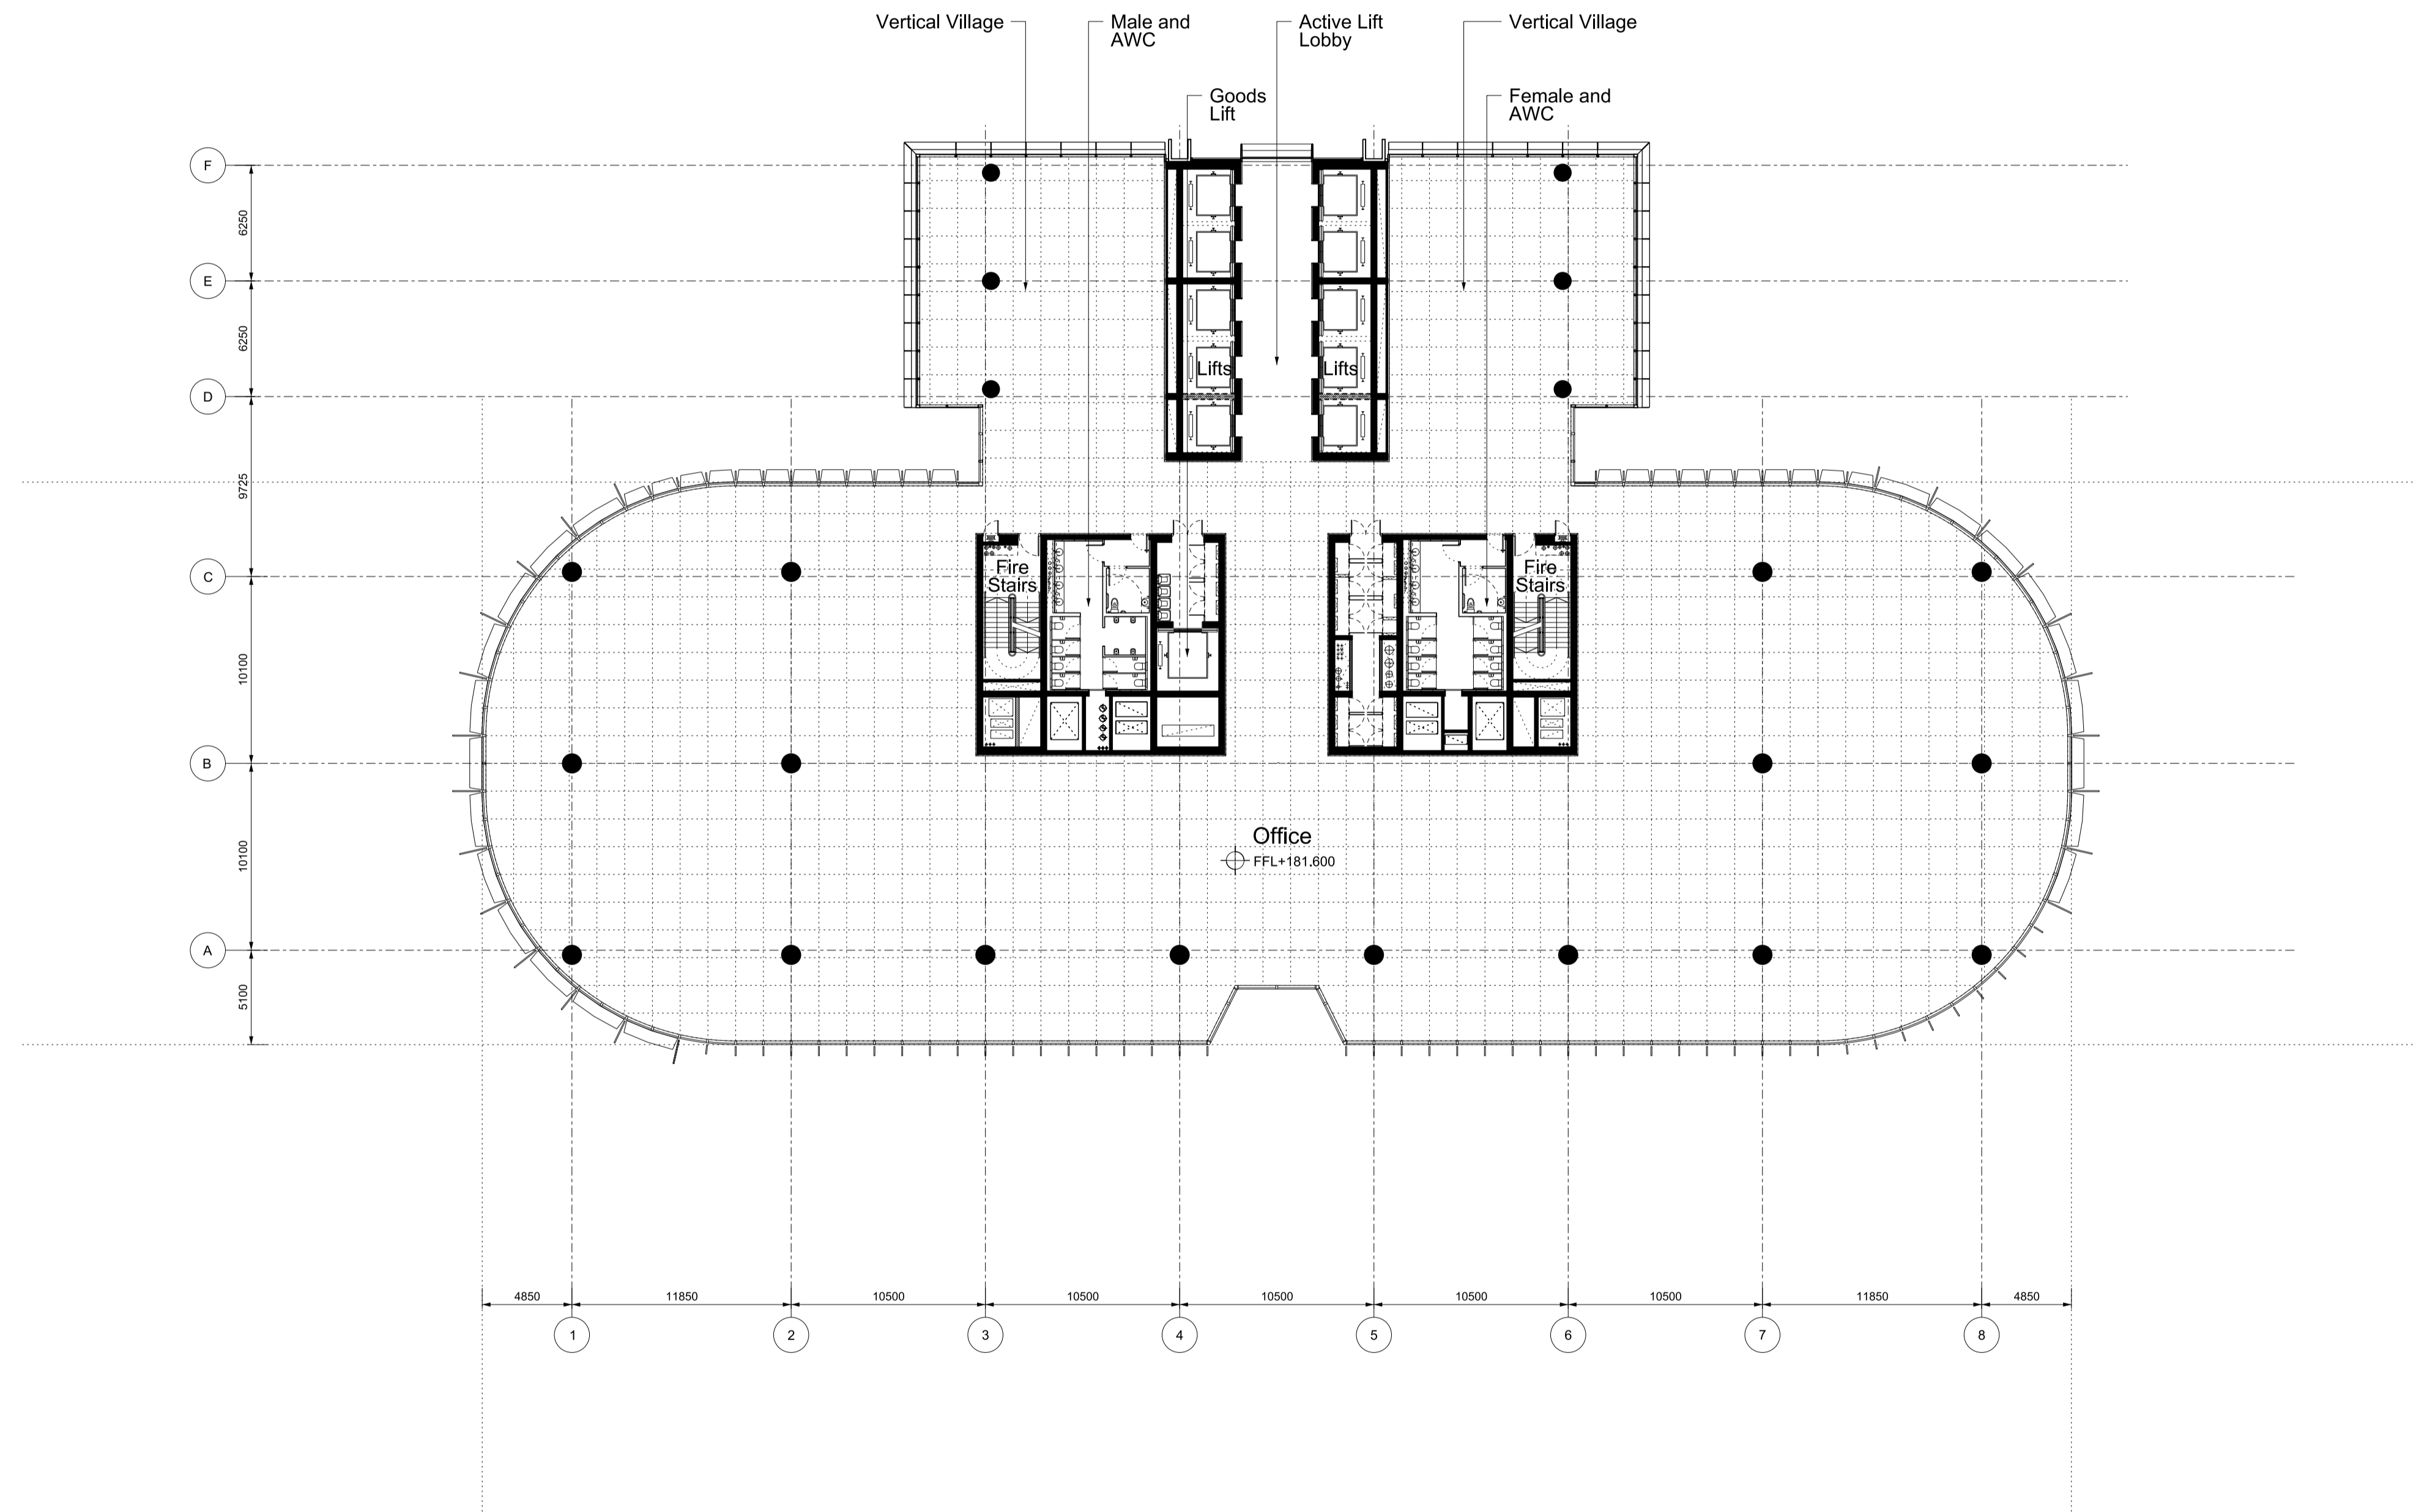 Vertical Village
Male and
AWC
Active Lift
Lobby
Vertical Village
Goods
Lift
Female and
AWC
F
6250
E
6250
Lifts
Lifts
D
9725
Fire
Stairs
Fire
Stairs
C
10100
B
10100
Office
FFL+181.600
A
5100
4850
11850
10500
10500
10500
10500
10500
11850
4850
1
2
3
4
5
6
7
8